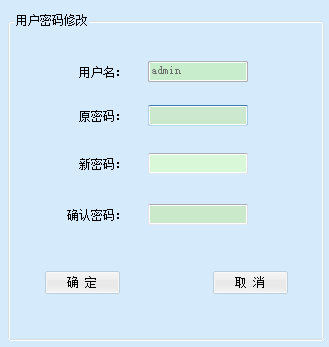 用户密码修改
用户名： admin
原密码：
新密码：
确认密码：
确 定 取 消